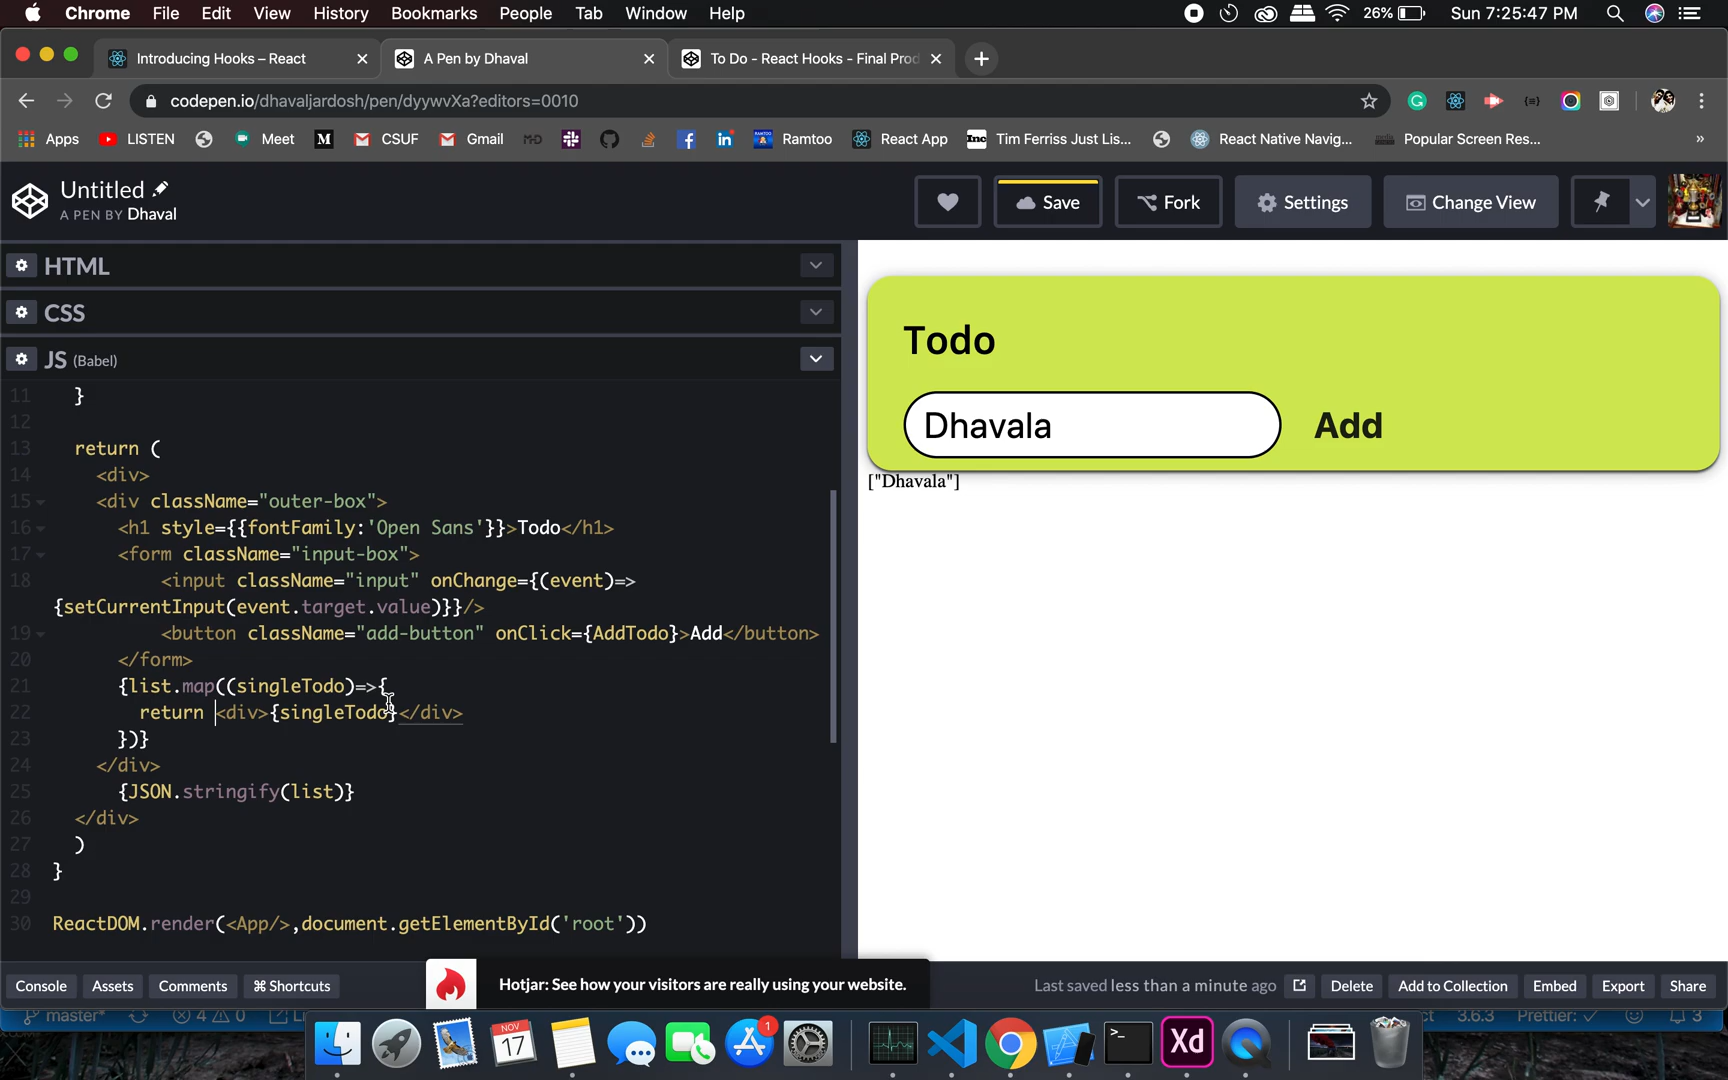 Chrome File Edit View History Bookmarks People Tab Window Help 26% Sun 7:25:47 PM
Introducing Hooks – React A Pen by Dhaval To Do - React Hooks - Final Prod
codepen.io/dhavaljardosh/pen/dyywvXa?editors=0010
Apps LISTEN Meet CSUF Gmail Ramtoo React App Tim Ferriss Just Lis... React Native Navig... Popular Screen Res... »
Untitled
A PEN BY Dhaval
Save Fork Settings Change View
HTML
CSS
JS (Babel)
11 }
12
13 return (
14 <div>
15 <div className="outer-box">
16 <h1 style={{fontFamily:'Open Sans'}}>Todo</h1>
17 <form className="input-box">
18 <input className="input" onChange={(event)=>
{setCurrentInput(event.target.value)}}/>
19 <button className="add-button" onClick={AddTodo}>Add</button>
20 </form>
21 {list.map((singleTodo)=>{
22 return <div>{singleTodo}</div>
23 })}
24 </div>
25 {JSON.stringify(list)}
26 </div>
27 )
28 }
29
30 ReactDOM.render(<App/>,document.getElementById('root'))
Todo
Dhavala Add
["Dhavala"]
Console Assets Comments ⌘ Shortcuts
Hotjar: See how your visitors are really using your website.
Last saved less than a minute ago Delete Add to Collection Embed Export Share
master* 4 0 3.6.3 Prettier: ✓ 3
NOV
17
1
Xd